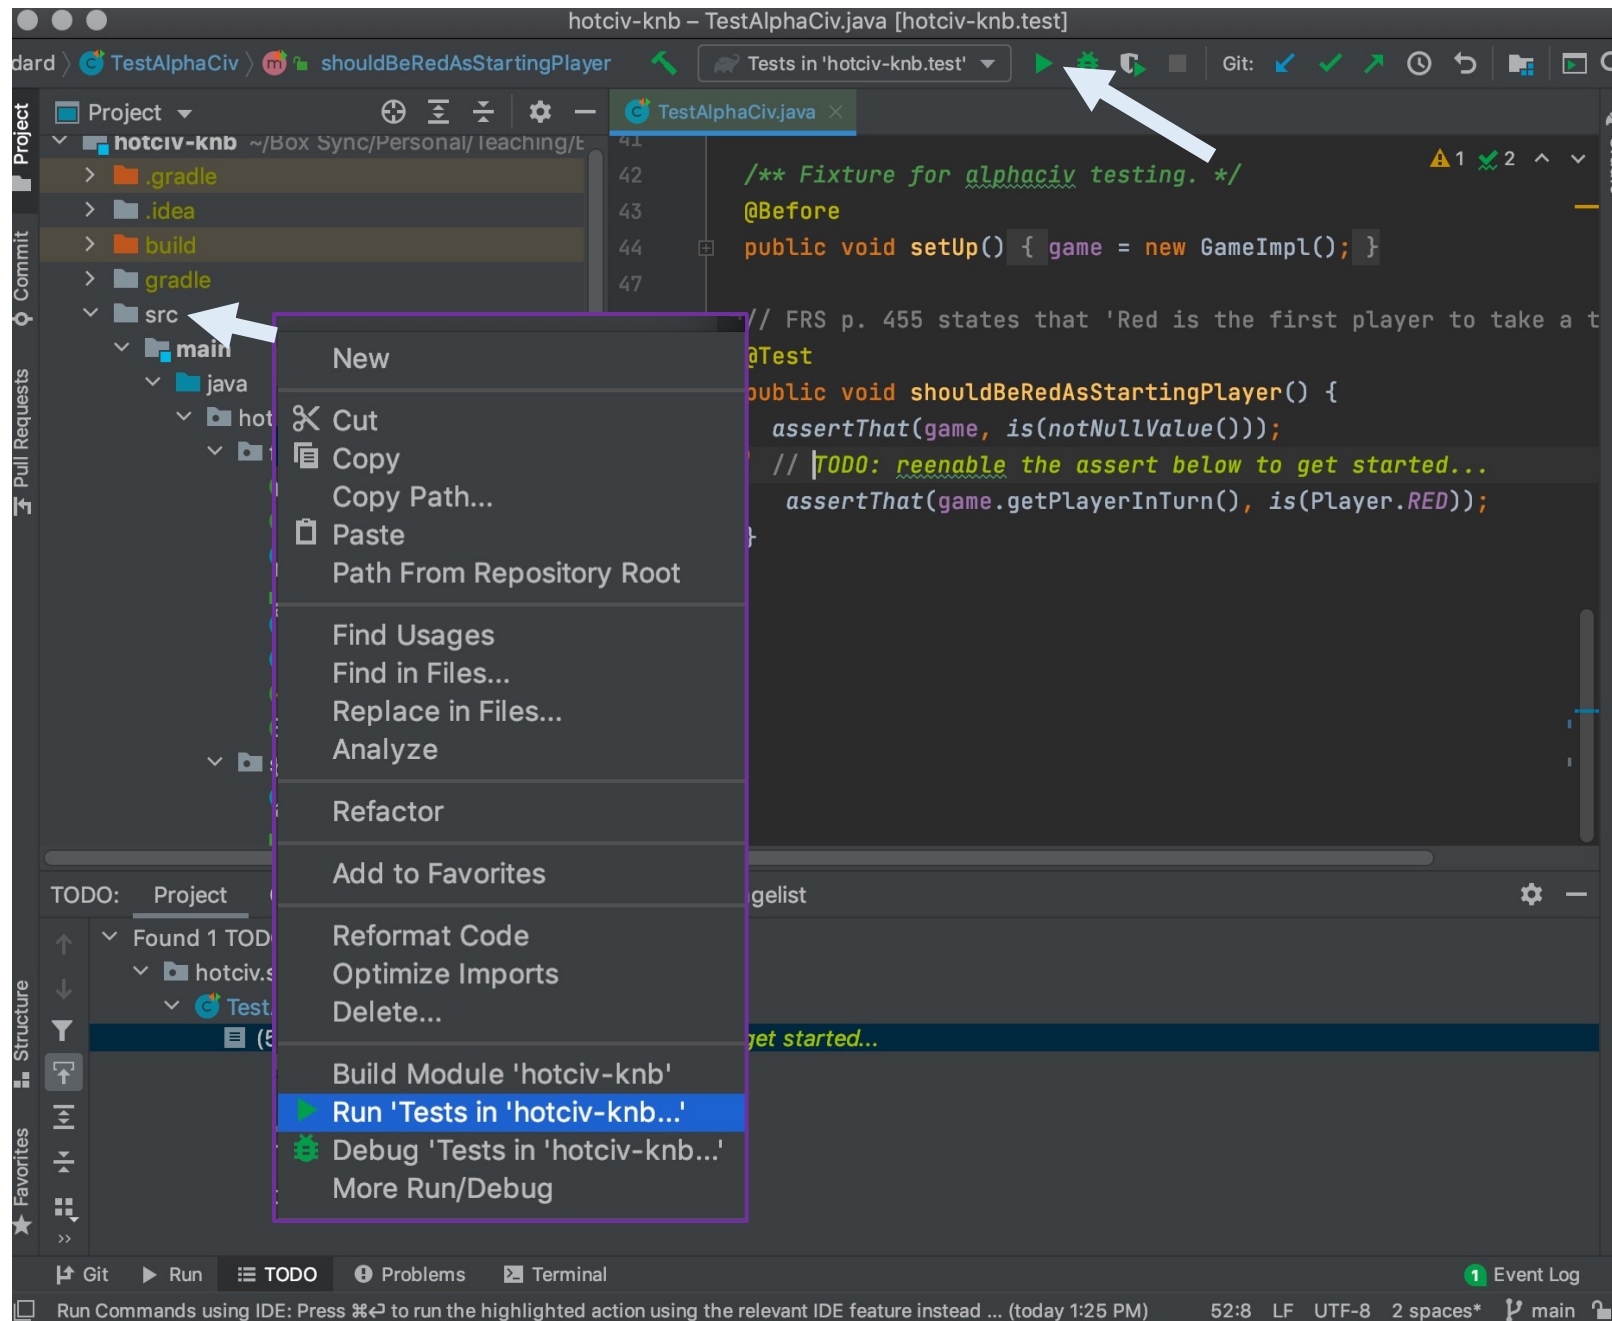 hotciv-knb – TestAlphaCiv.java [hotciv-knb.test]
dard 〉 TestAlphaCiv 〉 m shouldBeRedAsStartingPlayer
Tests in 'hotciv-knb.test'
Git:
Project
TestAlphaCiv.java
Project
Commit
Pull Requests
Structure
Favorites
hotciv-knb ~/Box Sync/Personal/Teaching/
.gradle
.idea
build
gradle
src
main
java
hot
41
42 /** Fixture for alphaciv testing. */
43 @Before
44 public void setUp() { game = new GameImpl(); }
47
// FRS p. 455 states that 'Red is the first player to take a t
@Test
public void shouldBeRedAsStartingPlayer() {
assertThat(game, is(notNullValue()));
// TODO: reenable the assert below to get started...
assertThat(game.getPlayerInTurn(), is(Player.RED));
}
1 2
New
Cut
Copy
Copy Path...
Paste
Path From Repository Root
Find Usages
Find in Files...
Replace in Files...
Analyze
Refactor
Add to Favorites
Reformat Code
Optimize Imports
Delete...
Build Module 'hotciv-knb'
Run 'Tests in 'hotciv-knb...'
Debug 'Tests in 'hotciv-knb...'
More Run/Debug
TODO: Project gelist
Found 1 TOD
hotciv.s
Test
(5 get started...
Git Run TODO Problems Terminal
1 Event Log
Run Commands using IDE: Press ⌘↩ to run the highlighted action using the relevant IDE feature instead ... (today 1:25 PM) 52:8 LF UTF-8 2 spaces* main